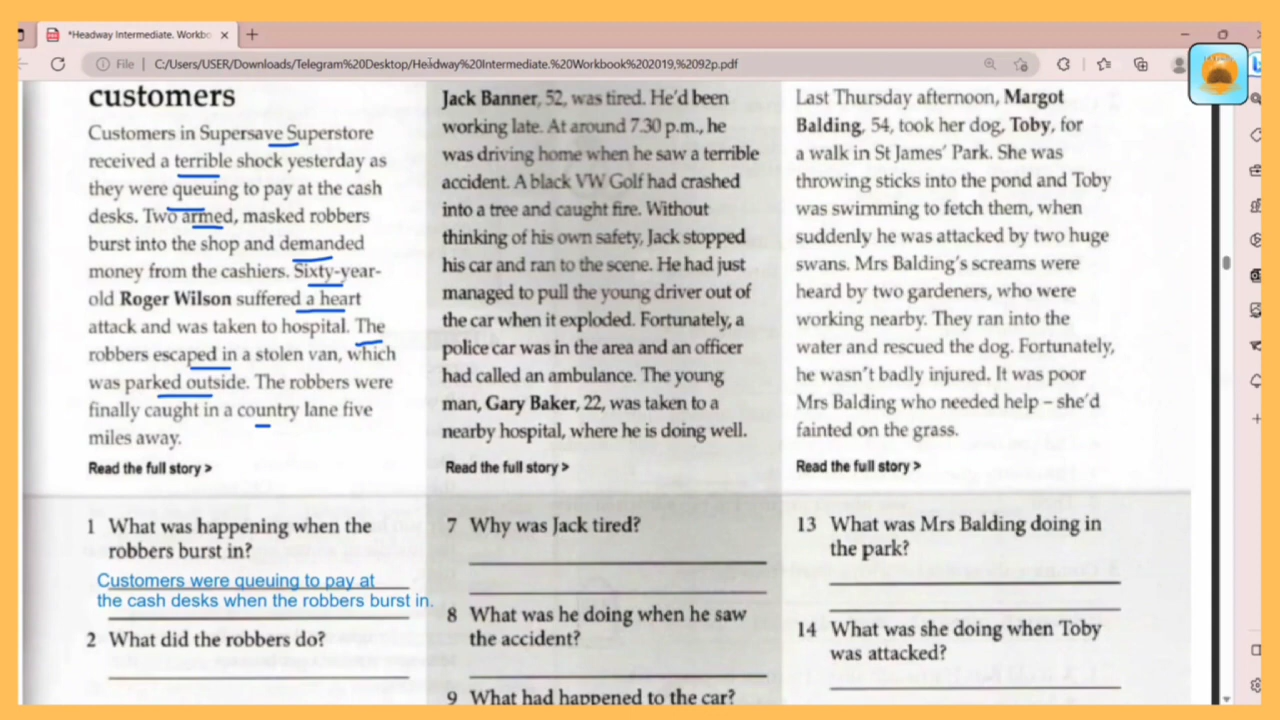 *Headway Intermediate. Workbo
File
C:/Users/USER/Downloads/Telegram%20Desktop/Headway%20Intermediate.%20Workbook%202019,%2092p.pdf
customers
Customers in Supersave Superstore
received a terrible shock yesterday as
they were queuing to pay at the cash
desks. Two armed, masked robbers
burst into the shop and demanded
money from the cashiers. Sixty-year-
old Roger Wilson suffered a heart
attack and was taken to hospital. The
robbers escaped in a stolen van, which
was parked outside. The robbers were
finally caught in a country lane five
miles away.
Read the full story >
Jack Banner, 52, was tired. He'd been
working late. At around 7.30 p.m., he
was driving home when he saw a terrible
accident. A black VW Golf had crashed
into a tree and caught fire. Without
thinking of his own safety, Jack stopped
his car and ran to the scene. He had just
managed to pull the young driver out of
the car when it exploded. Fortunately, a
police car was in the area and an officer
had called an ambulance. The young
man, Gary Baker, 22, was taken to a
nearby hospital, where he is doing well.
Read the full story >
Last Thursday afternoon, Margot
Balding, 54, took her dog, Toby, for
a walk in St James' Park. She was
throwing sticks into the pond and Toby
was swimming to fetch them, when
suddenly he was attacked by two huge
swans. Mrs Balding's screams were
heard by two gardeners, who were
working nearby. They ran into the
water and rescued the dog. Fortunately,
he wasn't badly injured. It was poor
Mrs Balding who needed help – she'd
fainted on the grass.
Read the full story >
1 What was happening when the
robbers burst in?
Customers were queuing to pay at
the cash desks when the robbers burst in.
2 What did the robbers do?
7 Why was Jack tired?
8 What was he doing when he saw
the accident?
9 What had happened to the car?
13 What was Mrs Balding doing in
the park?
14 What was she doing when Toby
was attacked?